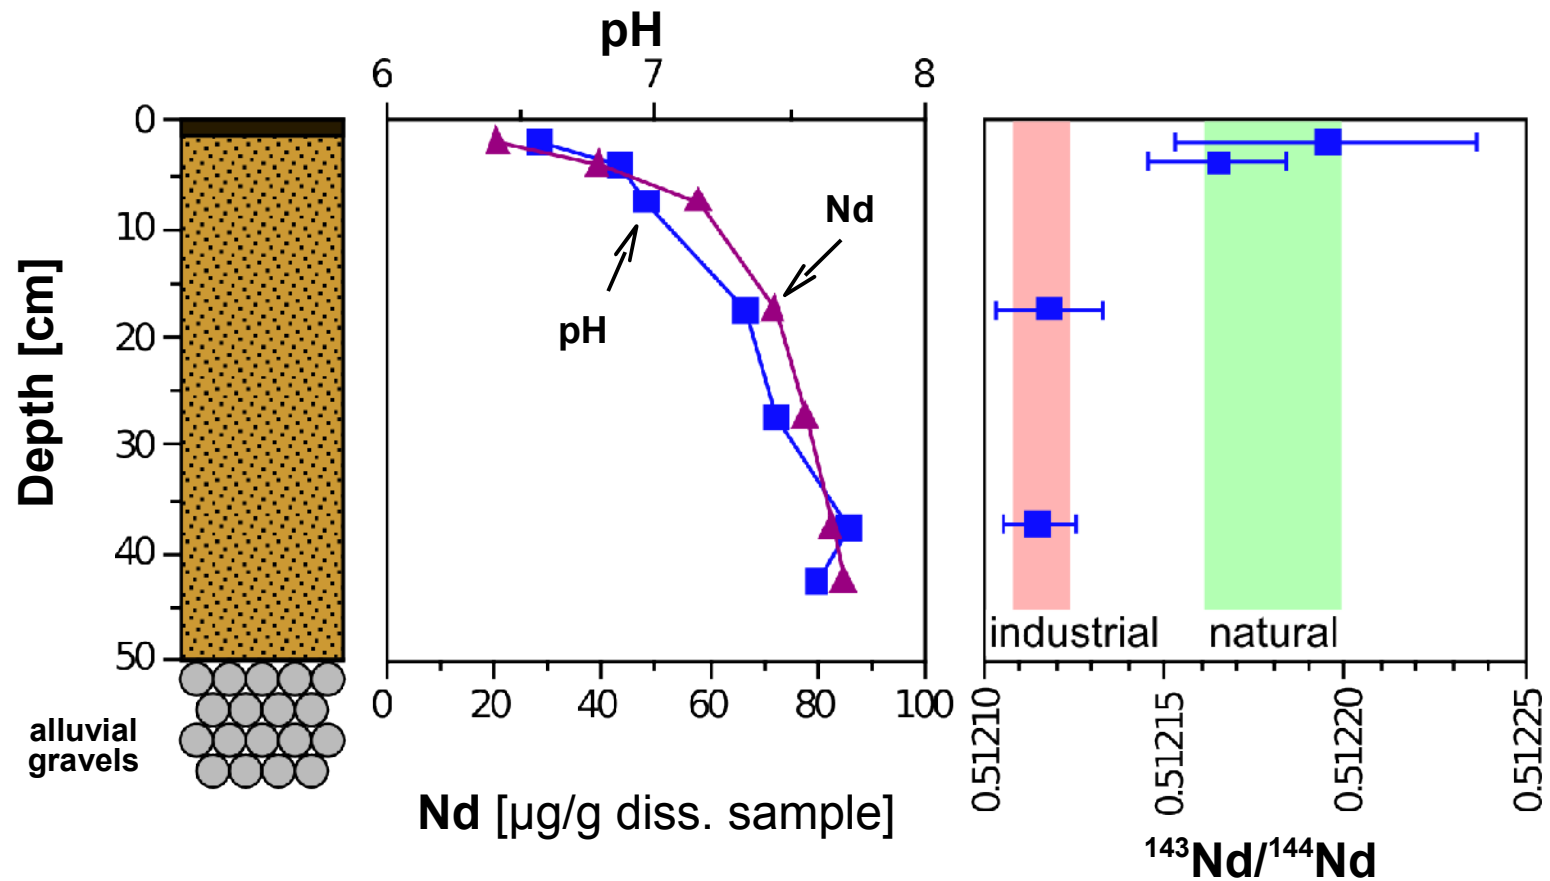 pH
6 7 8
0
10
20
30
40
50
Depth [cm]
Nd
pH
industrial natural
alluvial
gravels
0 20 40 60 80 100
0.51210 0.51215 0.51220 0.51225
Nd [µg/g diss. sample]
¹⁴³Nd/¹⁴⁴Nd